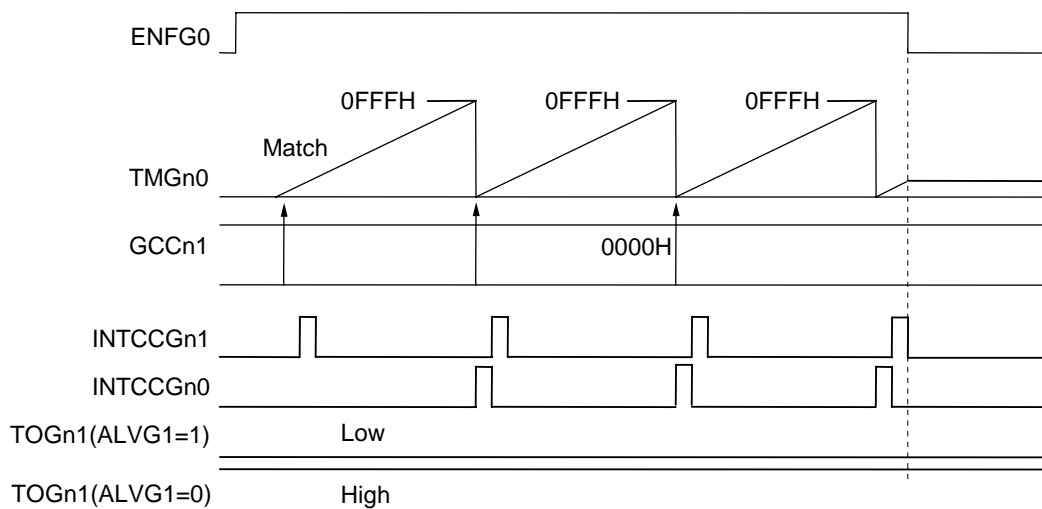 ENFG0
0FFFH
0FFFH
0FFFH
Match
TMGn0
GCCn1
0000H
INTCCGn1
INTCCGn0
TOGn1(ALVG1=1)
Low
TOGn1(ALVG1=0)
High